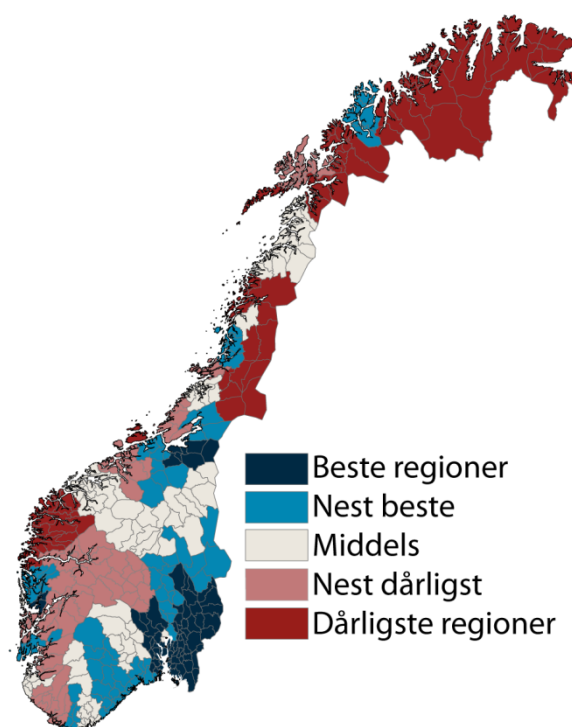 Beste regioner
Nest beste
Middels
Nest dårligst
Dårligste regioner